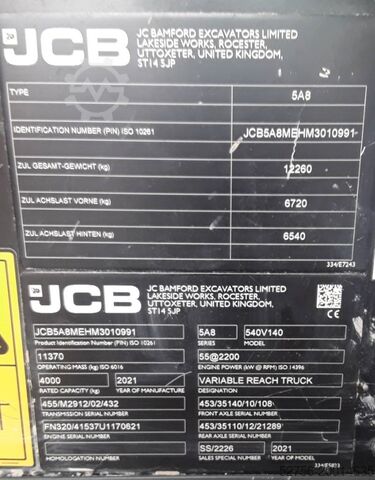 JCB
JC BAMFORD EXCAVATORS LIMITED
LAKESIDE WORKS, ROCESTER,
UTTOXETER, UNITED KINGDOM,
ST14 5JP
TYPE 5A8
IDENTIFICATION NUMBER (PIN) ISO 10261 JCB5A8MEHM3010991
ZUL GESAMT-GEWICHT (kg) 12260
ZUL ACHSLAST VORNE (kg) 6720
ZUL ACHSLAST HINTEN (kg) 6540
334/E7243
JCB
JC BAMFORD EXCAVATORS LIMITED
LAKESIDE WORKS, ROCESTER,
UTTOXETER, UNITED KINGDOM,
ST14 5JP
JCB5A8MEHM3010991 5A8 540V140
Product Identification Number (PIN) ISO 10261 SERIES MODEL
11370 55@2200
OPERATING MASS (kg) ISO 6016 ENGINE POWER (kW @ RPM) ISO 14396
4000 2021 VARIABLE REACH TRUCK
RATED CAPACITY (kg) YEAR OF MANUFACTURE DESIGNATION
455/M2912/02/432 453/35140/10/108
TRANSMISSION SERIAL NUMBER FRONT AXLE SERIAL NUMBER
FN320/41537U1170621 453/35110/12/21289
ENGINE SERIAL NUMBER REAR AXLE SERIAL NUMBER
SS/2226 2021
HOMOLOGATION NUMBER SALES SPECIAL NUMBER MODEL YEAR